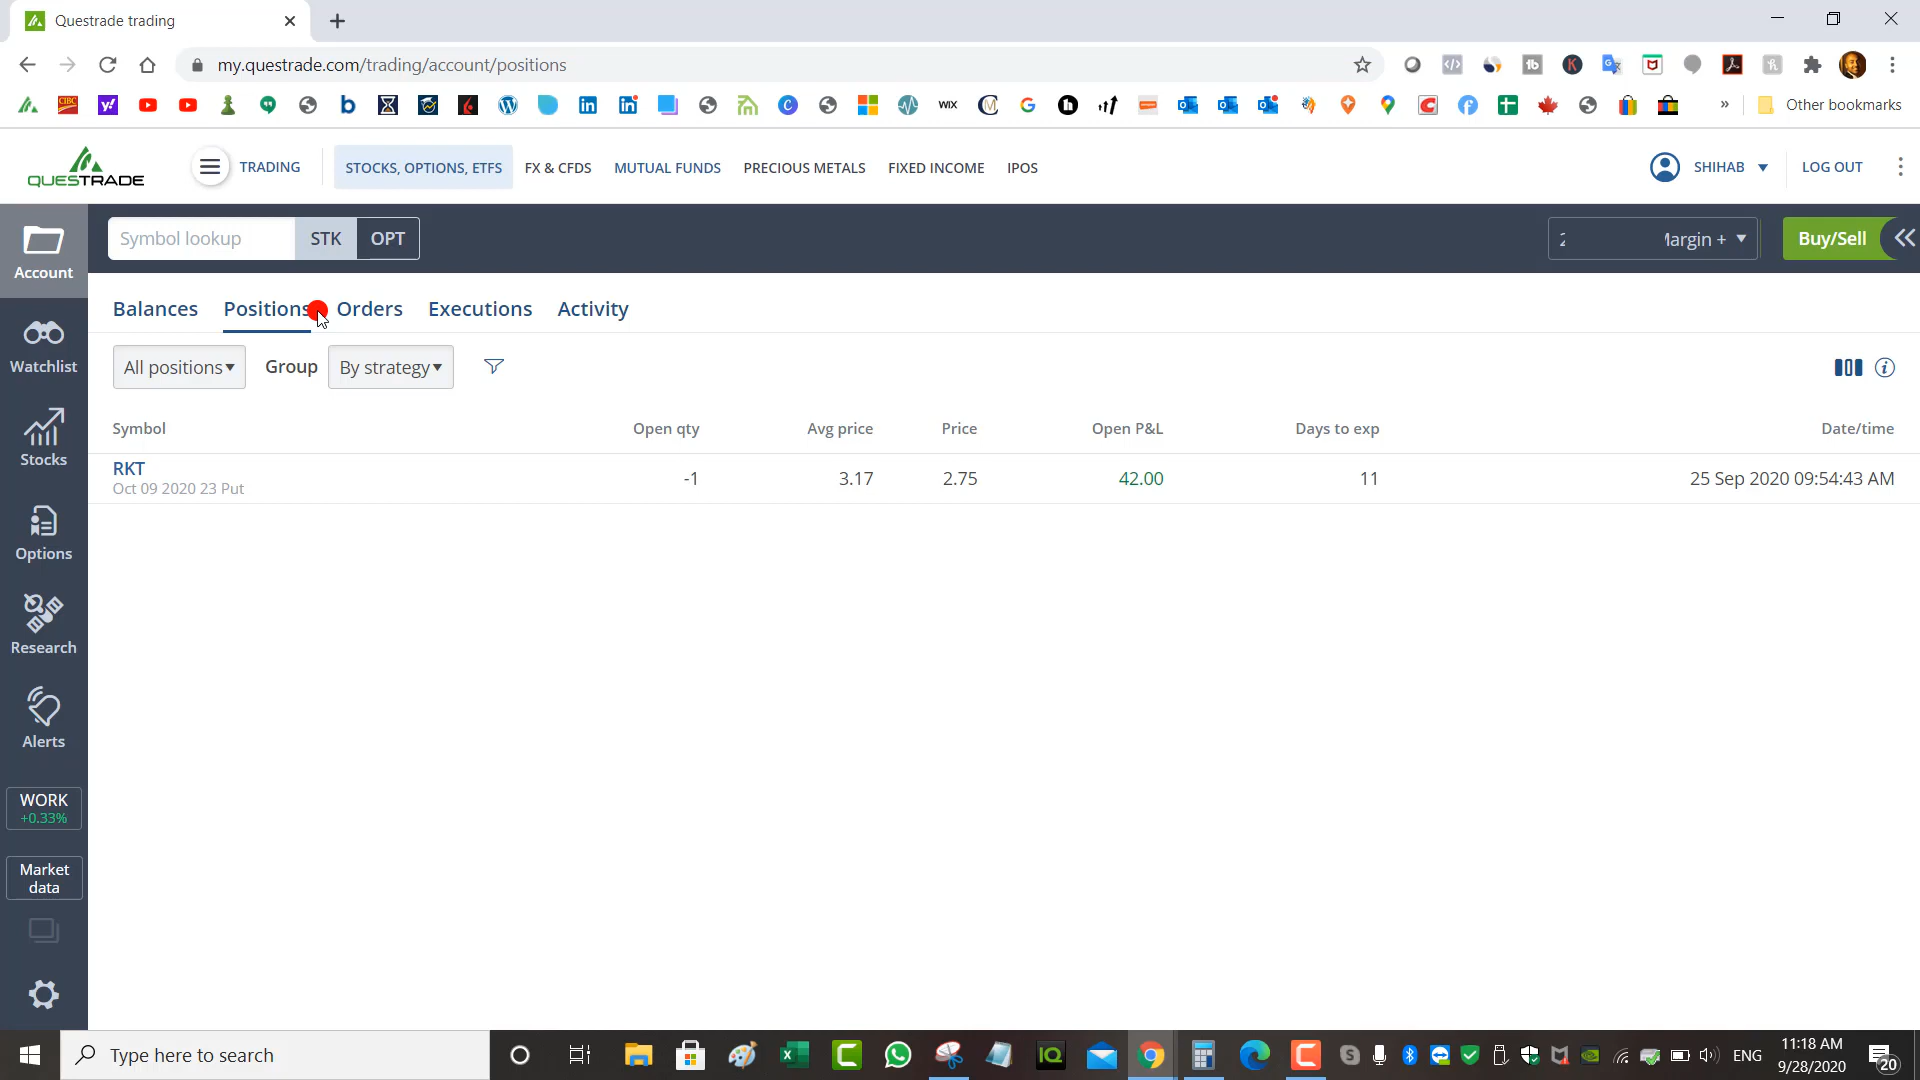 Questrade trading
my.questrade.com/trading/account/positions
CIBC
y!
b
tb
K
WIX
Other bookmarks
QUESTRADE
TRADING
STOCKS, OPTIONS, ETFS
FX & CFDS
MUTUAL FUNDS
PRECIOUS METALS
FIXED INCOME
IPOS
SHIHAB
LOG OUT
Symbol lookup
STK
OPT
Buy/Sell
Account
Balances
Positions
Orders
Executions
Activity
Watchlist
All positions
Group
By strategy
Symbol
Open qty
Avg price
Price
Open P&L
Days to exp
Date/time
RKT
Oct 09 2020 23 Put
-1
3.17
2.75
42.00
11
25 Sep 2020 09:54:43 AM
Stocks
Options
Research
Alerts
WORK
+0.33%
Market
data
Type here to search
IQ
ENG
11:18 AM
9/28/2020
20